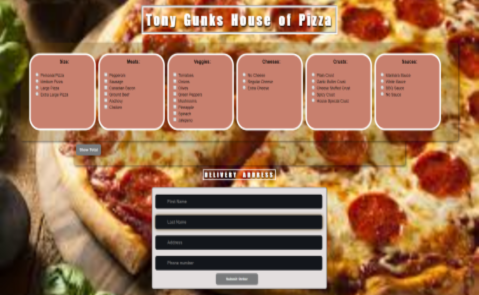 Tony Gunks House of Pizza
Size:
Personal Pizza
Medium Pizza
Large Pizza
Extra Large Pizza
Meats:
Pepperoni
Sausage
Canadian Bacon
Ground Beef
Anchovy
Chicken
Veggies:
Tomatoes
Onions
Olives
Green Peppers
Mushrooms
Pineapple
Spinach
Jalapeno
Cheese:
No Cheese
Regular Cheese
Extra Cheese
Crusts:
Plain Crust
Garlic Butter Crust
Cheese Stuffed Crust
Spicy Crust
House Special Crust
Sauces:
Marinara Sauce
White Sauce
BBQ Sauce
No Sauce
DELIVERY ADDRESS
First Name
Last Name
Address
Phone Number
Submit Order